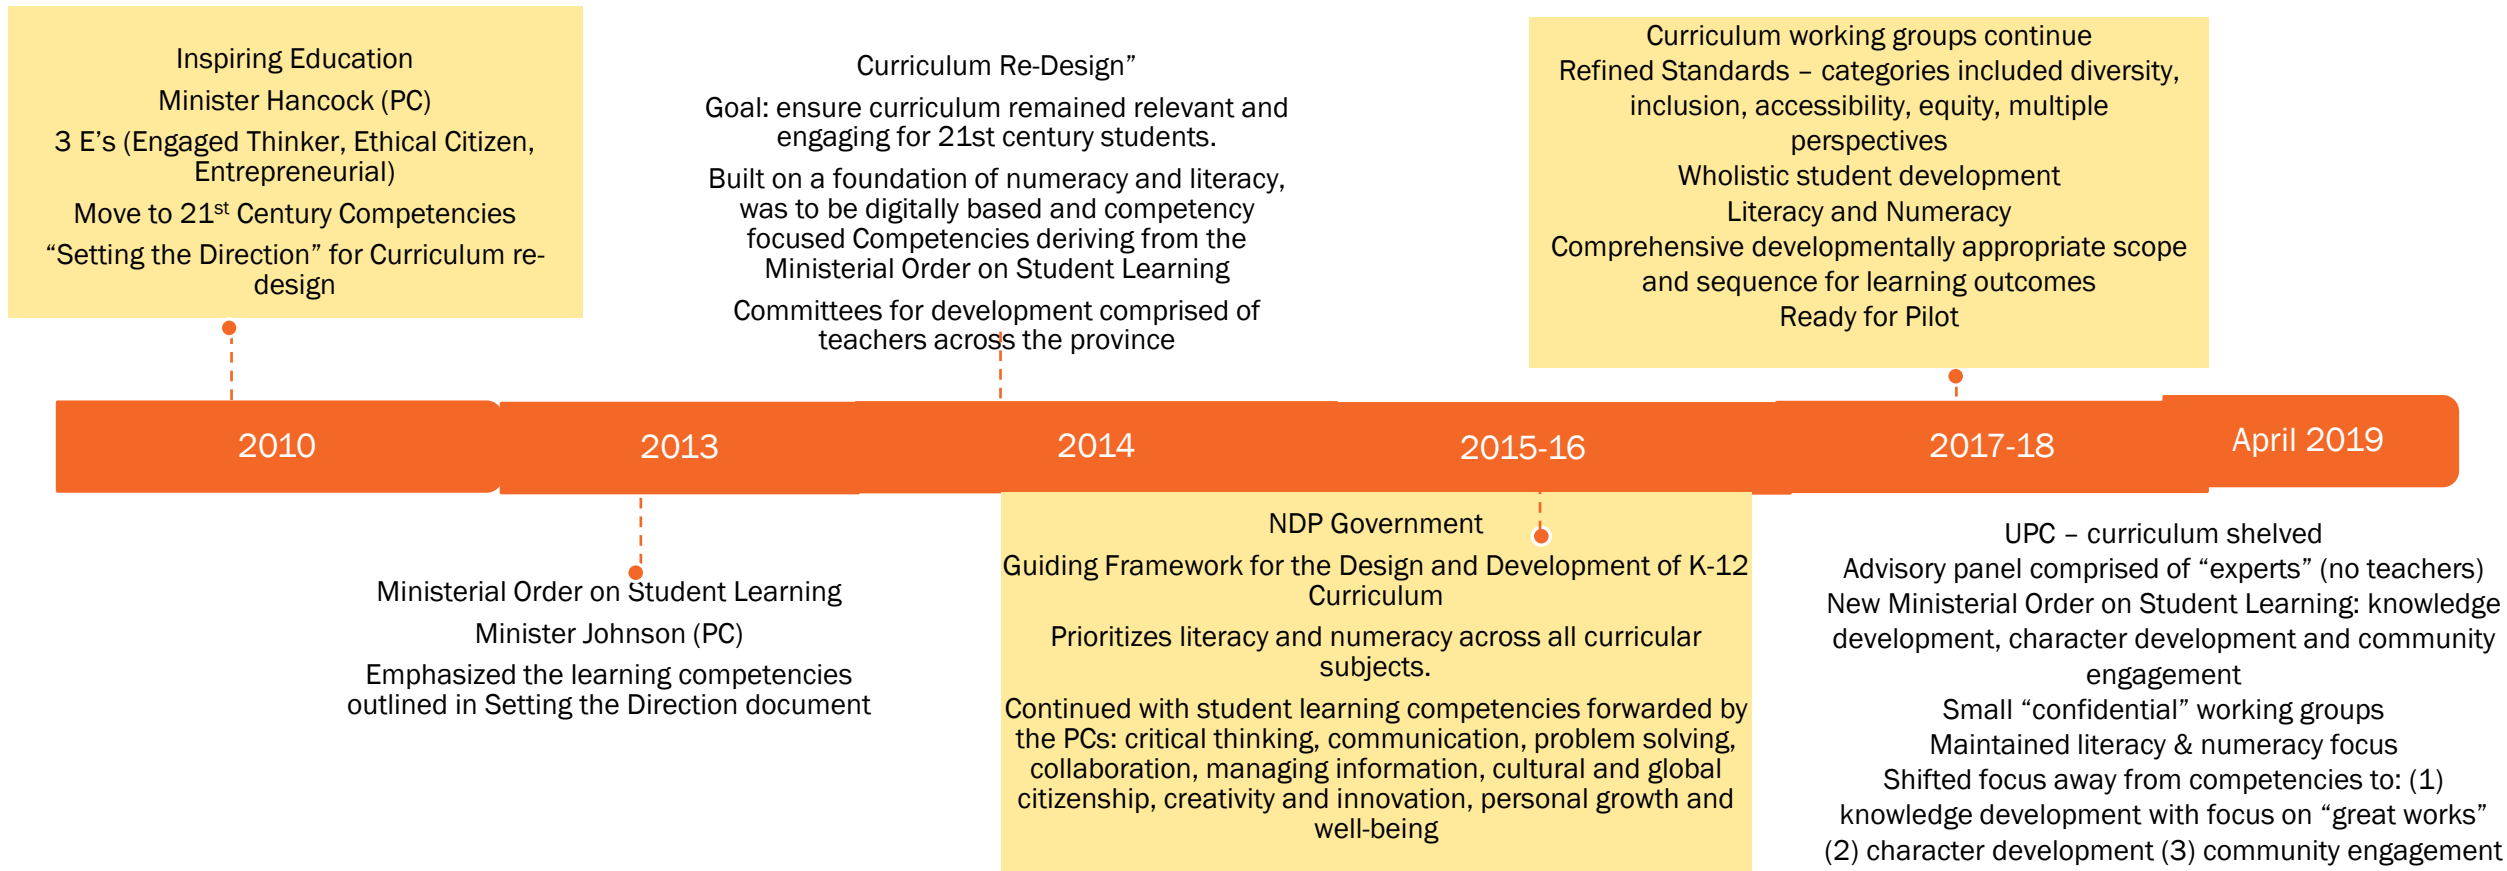 Inspiring Education
Minister Hancock (PC)
3 E’s (Engaged Thinker, Ethical Citizen,
Entrepreneurial)
Move to 21st Century Competencies
“Setting the Direction” for Curriculum re-
design
Curriculum Re-Design”
Goal: ensure curriculum remained relevant and
engaging for 21st century students.
Built on a foundation of numeracy and literacy,
was to be digitally based and competency
focused Competencies deriving from the
Ministerial Order on Student Learning
Committees for development comprised of
teachers across the province
Curriculum working groups continue
Refined Standards – categories included diversity,
inclusion, accessibility, equity, multiple
perspectives
Wholistic student development
Literacy and Numeracy
Comprehensive developmentally appropriate scope
and sequence for learning outcomes
Ready for Pilot
2010
2013
2014
2015-16
2017-18
April 2019
Ministerial Order on Student Learning
Minister Johnson (PC)
Emphasized the learning competencies
outlined in Setting the Direction document
NDP Government
Guiding Framework for the Design and Development of K-12
Curriculum
Prioritizes literacy and numeracy across all curricular
subjects.
Continued with student learning competencies forwarded by
the PCs: critical thinking, communication, problem solving,
collaboration, managing information, cultural and global
citizenship, creativity and innovation, personal growth and
well-being
UPC – curriculum shelved
Advisory panel comprised of “experts” (no teachers)
New Ministerial Order on Student Learning: knowledge
development, character development and community
engagement
Small “confidential” working groups
Maintained literacy & numeracy focus
Shifted focus away from competencies to: (1)
knowledge development with focus on “great works”
(2) character development (3) community engagement